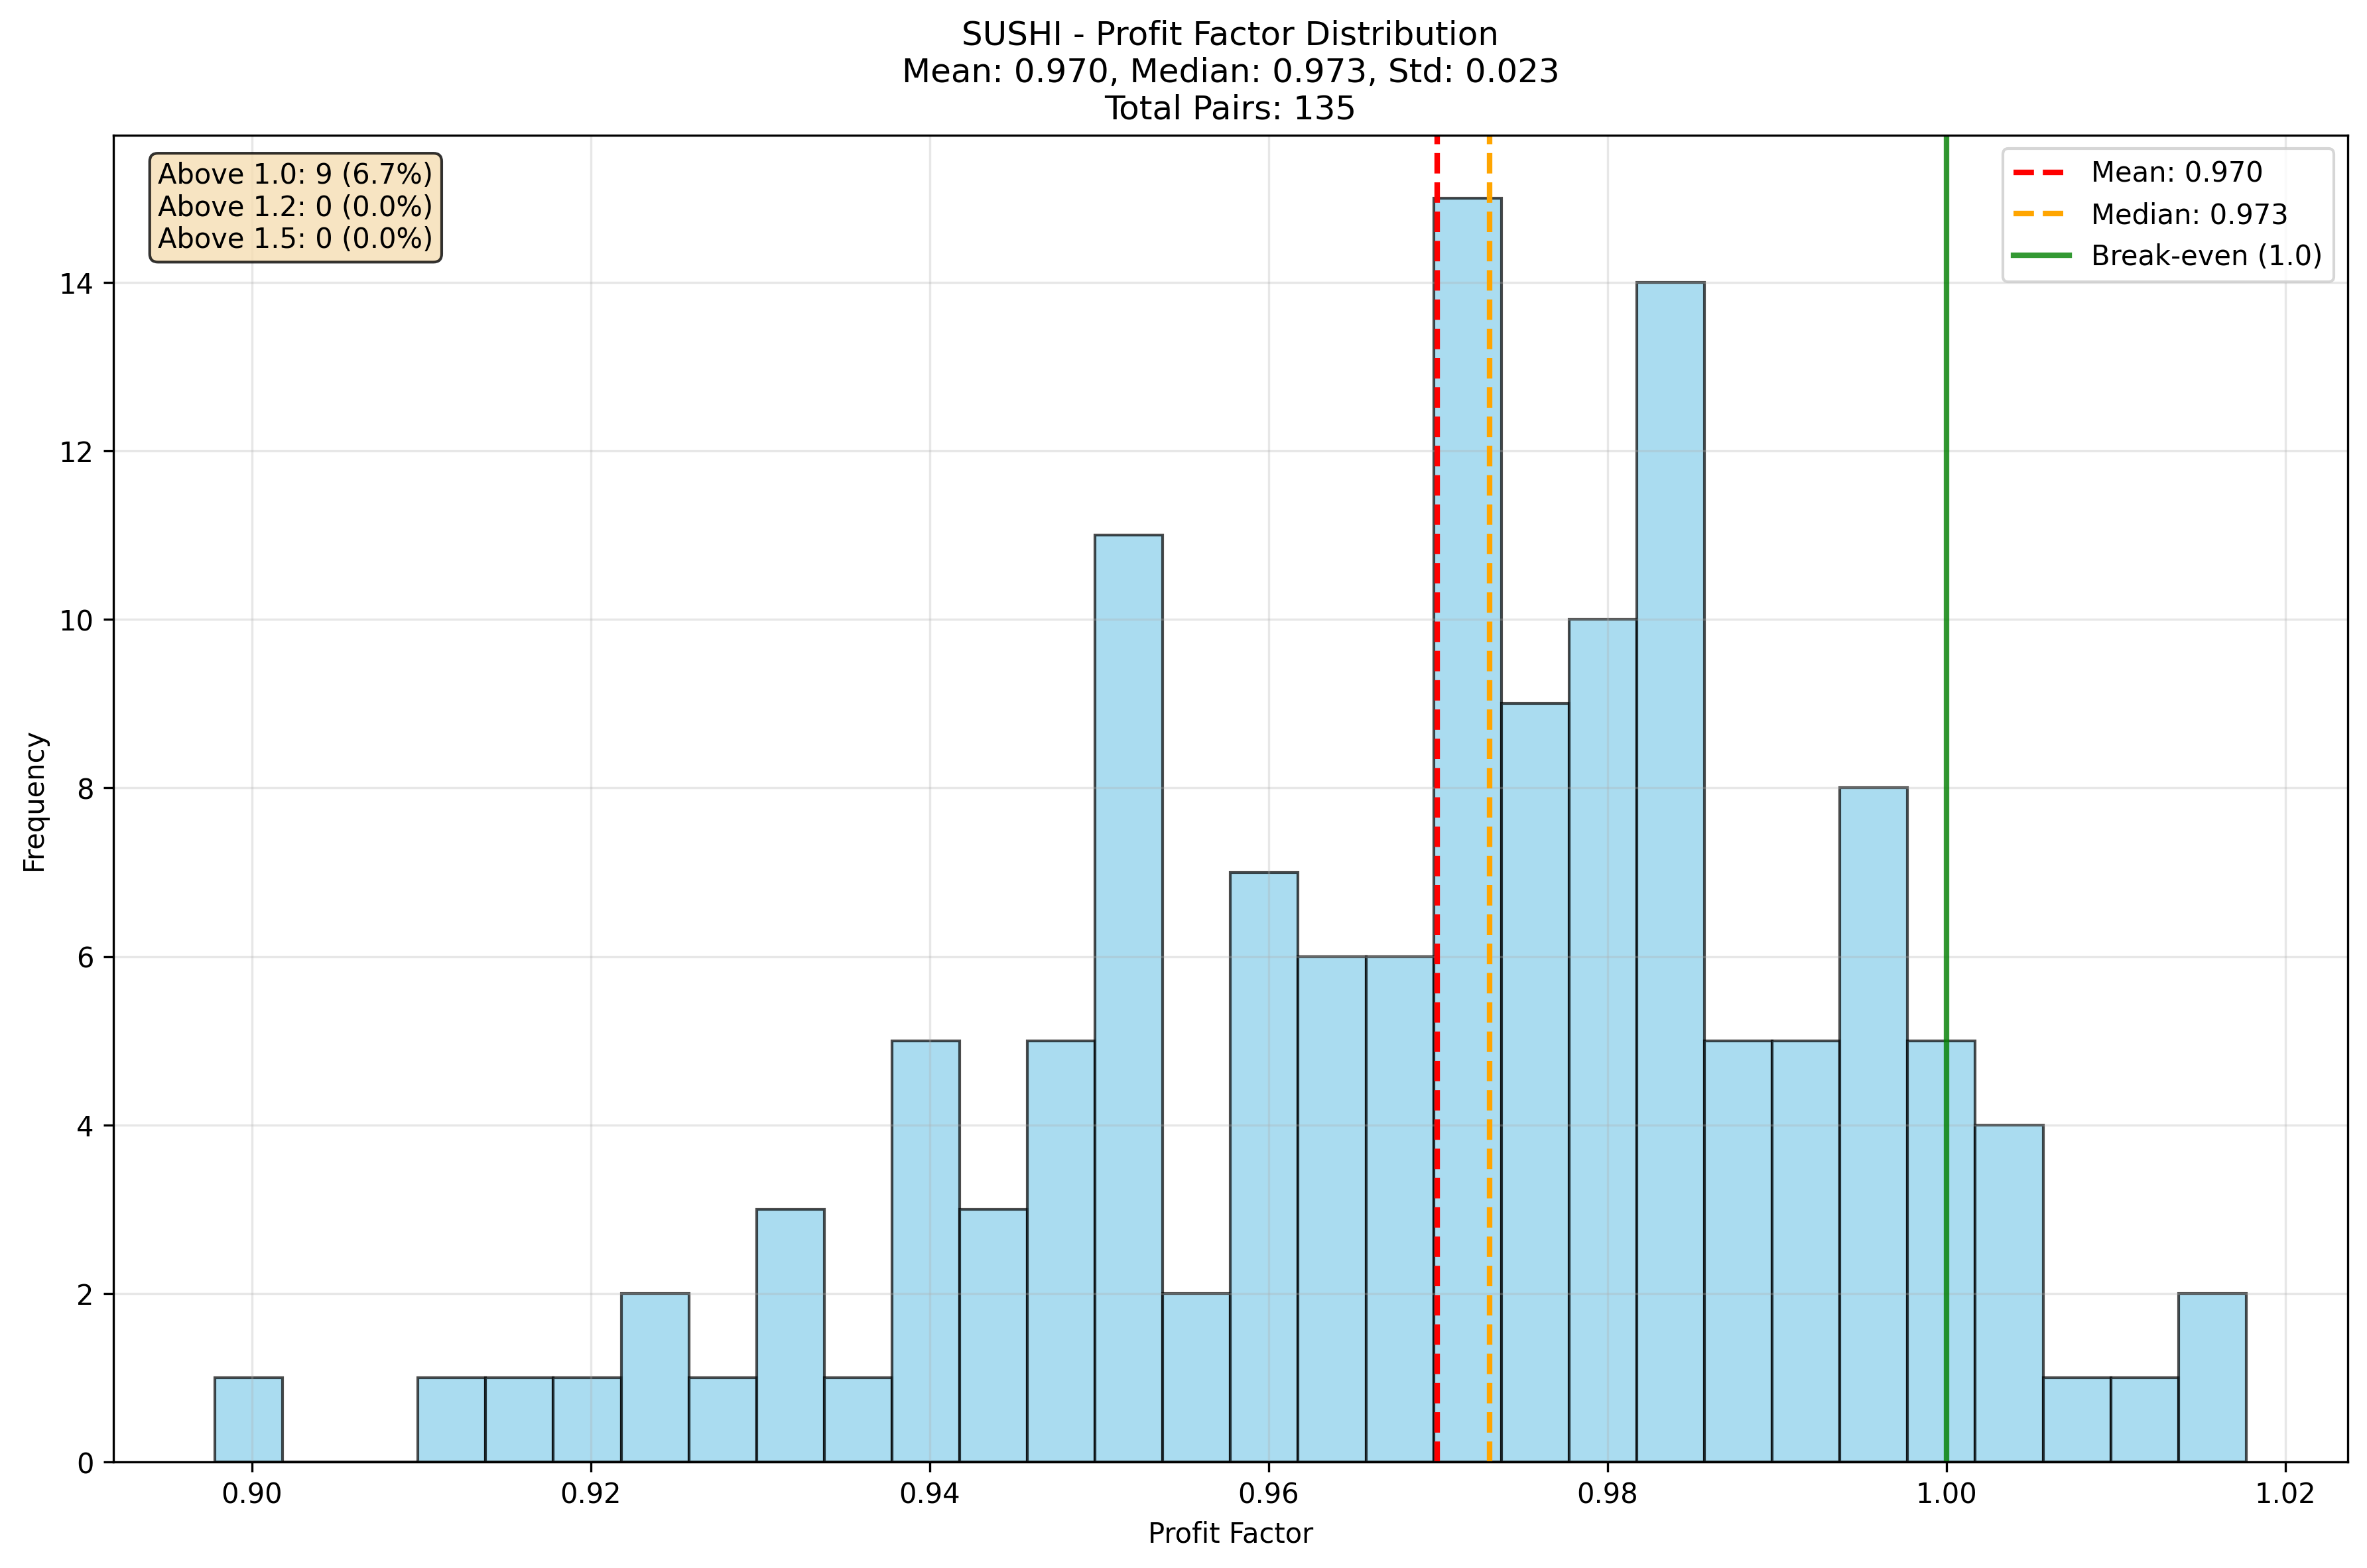 SUSHI - Profit Factor Distribution
Mean: 0.970, Median: 0.973, Std: 0.023
Total Pairs: 135
Above 1.0: 9 (6.7%)
Above 1.2: 0 (0.0%)
Above 1.5: 0 (0.0%)
Mean: 0.970
Median: 0.973
Break-even (1.0)
Frequency
14
12
10
8
6
4
2
0
0.90 0.92 0.94 0.96 0.98 1.00 1.02
Profit Factor